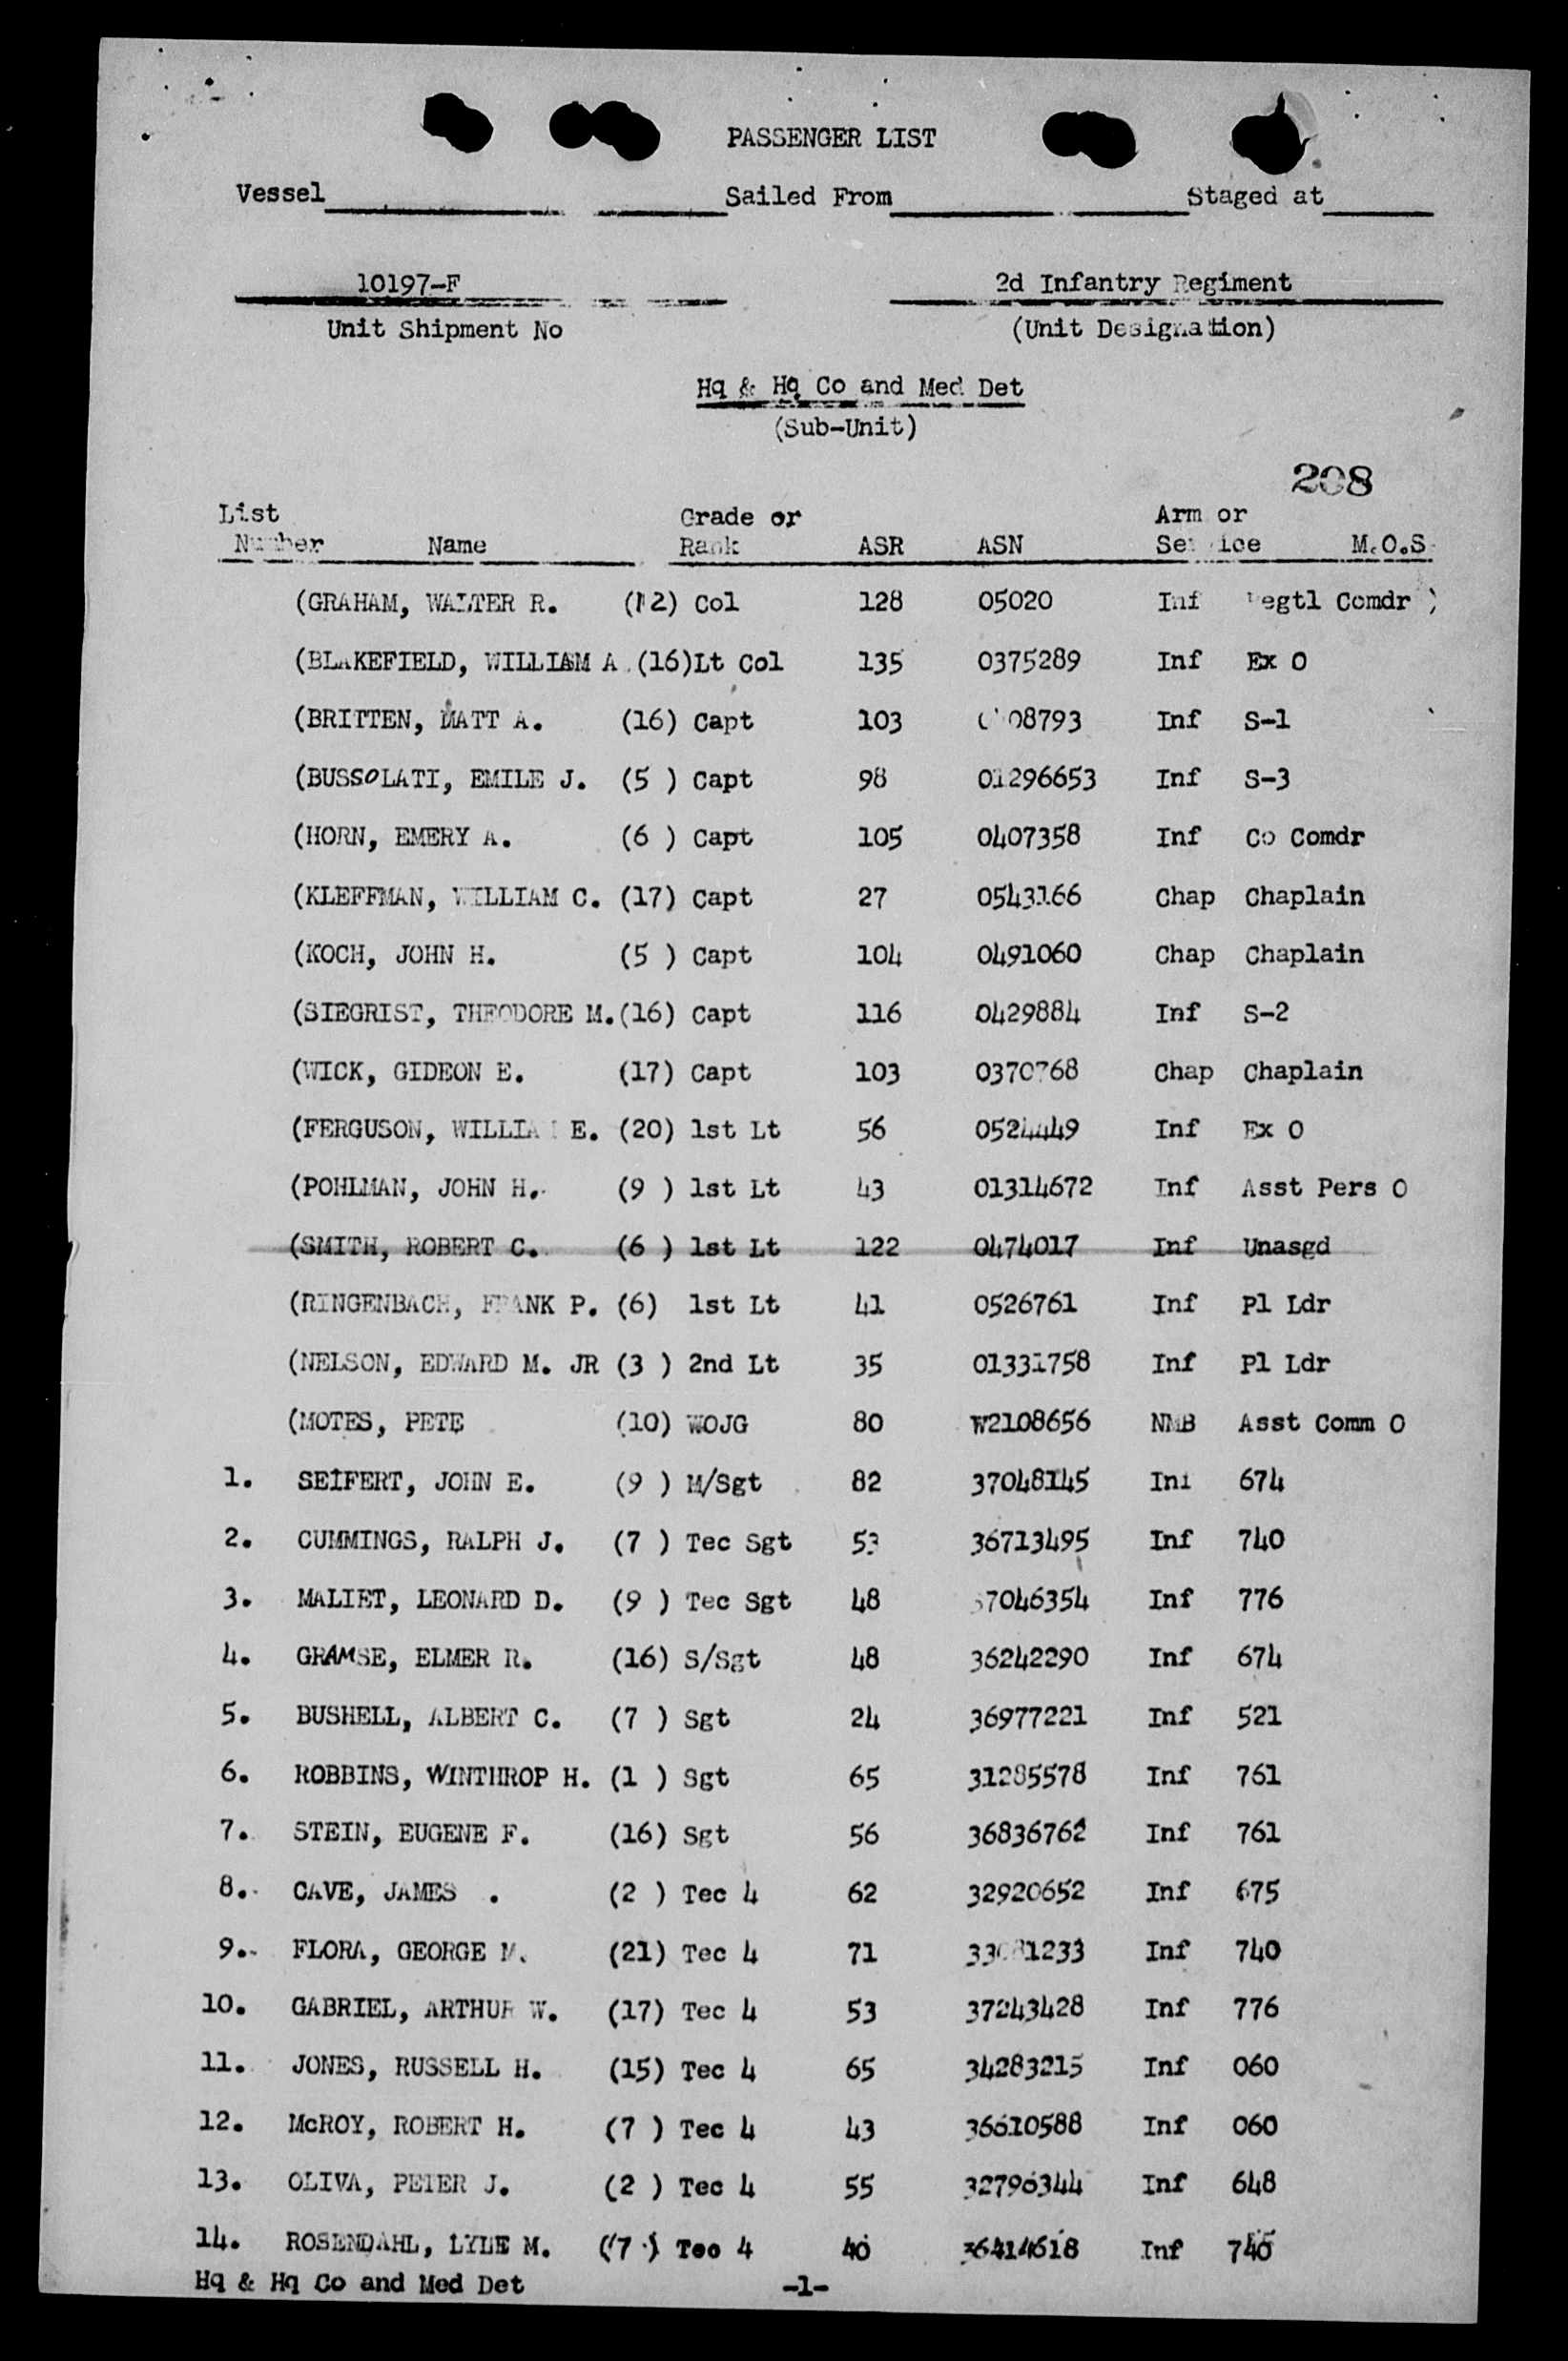 PASSENGER LIST
Vessel Sailed From Staged at
10197-F 2d Infantry Regiment
Unit Shipment No (Unit Designation)
Hq & Hq Co and Med Det
(Sub-Unit)
208
List Grade or Arm or
Number Name Rank ASR ASN Service M.O.S
(GRAHAM, WALTER R. (12) Col 128 05020 Inf Regtl Comdr )
(BLAKEFIELD, WILLIAM A. (16) Lt Col 135 0375289 Inf Ex O
(BRITTEN, MATT A. (16) Capt 103 Inf S-1
(BUSSOLATI, EMILE J. (5 ) Capt 98 01296653 Inf S-3
(HORN, EMERY A. (6 ) Capt 105 0407358 Inf Co Comdr
(KLEFFMAN, WILLIAM C. (17) Capt 27 0543166 Chap Chaplain
(KOCH, JOHN H. (5 ) Capt 104 0491060 Chap Chaplain
(SIEGRIST, THEODORE M. (16) Capt 116 0429884 Inf S-2
(WICK, GIDEON E. (17) Capt 103 0370768 Chap Chaplain
(FERGUSON, WILLIAM E. (20) 1st Lt 56 0524449 Inf Ex O
(POHLMAN, JOHN H. (9 ) 1st Lt 43 01314672 Inf Asst Pers O
(SMITH, ROBERT C. (6 ) 1st Lt 122 0474017 Inf Unasgd
(RINGENBACH, FRANK P. (6) 1st Lt 41 0526761 Inf Pl Ldr
(NELSON, EDWARD M. JR (3 ) 2nd Lt 35 01331758 Inf Pl Ldr
(MOTES, PETE (10) WOJG 80 W2108656 NMB Asst Comm O
1. SEIFERT, JOHN E. (9 ) M/Sgt 82 37048145 Inf 674
2. CUMMINGS, RALPH J. (7 ) Tec Sgt 53 36713495 Inf 740
3. MALIET, LEONARD D. (9 ) Tec Sgt 48 37046354 Inf 776
4. GRAMSE, ELMER R. (16) S/Sgt 48 36242290 Inf 674
5. BUSHELL, ALBERT C. (7 ) Sgt 24 36977221 Inf 521
6. ROBBINS, WINTHROP H. (1 ) Sgt 65 31285578 Inf 761
7. STEIN, EUGENE F. (16) Sgt 56 36836762 Inf 761
8. CAVE, JAMES . (2 ) Tec 4 62 32920652 Inf 675
9. FLORA, GEORGE M. (21) Tec 4 71 Inf 740
10. GABRIEL, ARTHUR W. (17) Tec 4 53 37243428 Inf 776
11. JONES, RUSSELL H. (15) Tec 4 65 34283215 Inf 060
12. McROY, ROBERT H. (7 ) Tec 4 43 36610588 Inf 060
13. OLIVA, PETER J. (2 ) Tec 4 55 32796344 Inf 648
14. ROSENDAHL, LYLE M. (7 ) Tec 4 40 36414618 Inf 740
Hq & Hq Co and Med Det -1-